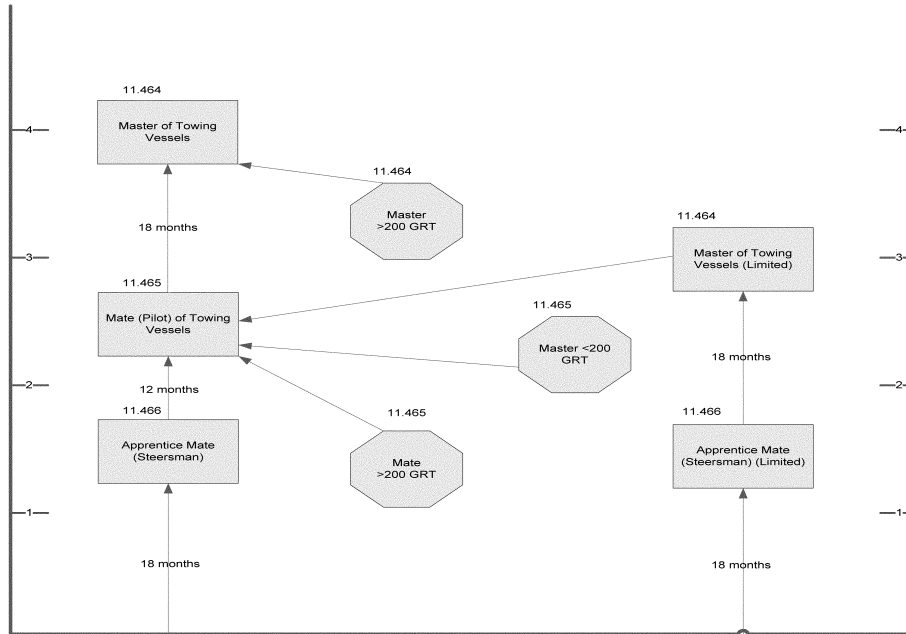 11.464
Master of Towing
Vessels
4
4
11.464
Master
>200 GRT
11.464
18 months
Master of Towing
Vessels (Limited)
3
3
11.465
11.465
Mate (Pilot) of Towing
Vessels
Master <200
GRT
18 months
12 months
2
2
11.466
11.465
11.466
Apprentice Mate
(Steersman)
Mate
>200 GRT
Apprentice Mate
(Steersman) (Limited)
1
1
18 months
18 months